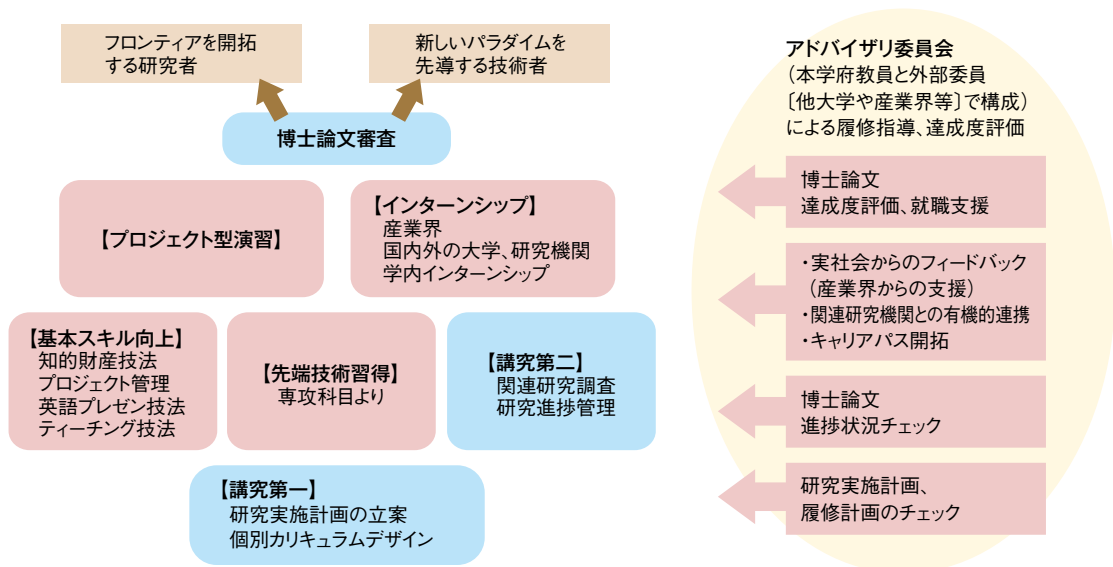 フロンティアを開拓
する研究者
新しいパラダイムを
先導する技術者
博士論文審査
【プロジェクト型演習】
【インターンシップ】
産業界
国内外の大学、研究機関
学内インターンシップ
【基本スキル向上】
知的財産技法
プロジェクト管理
英語プレゼン技法
ティーチング技法
【先端技術習得】
専攻科目より
【講究第二】
関連研究調査
研究進捗管理
【講究第一】
研究実施計画の立案
個別カリキュラムデザイン
アドバイザリ委員会
（本学府教員と外部委員
〔他大学や産業界等〕で構成）
による履修指導、達成度評価
博士論文
達成度評価、就職支援
・実社会からのフィードバック
（産業界からの支援）
・関連研究機関との有機的連携
・キャリアパス開拓
博士論文
進捗状況チェック
研究実施計画、
履修計画のチェック